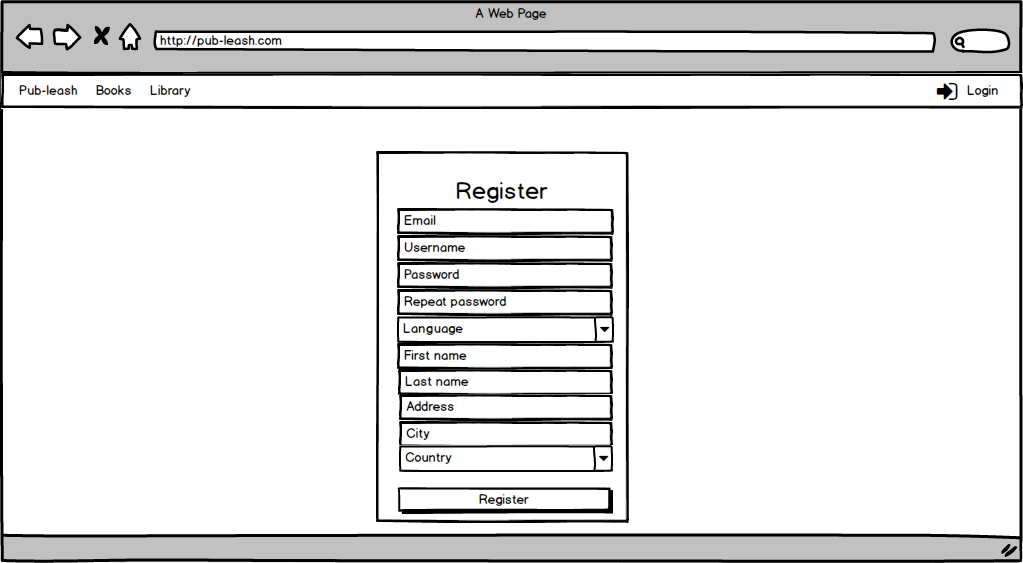 A Web Page
http://pub-leash.com
Pub-leash Books Library Login
Register
Email
Username
Password
Repeat password
Language
First name
Last name
Address
City
Country
Register